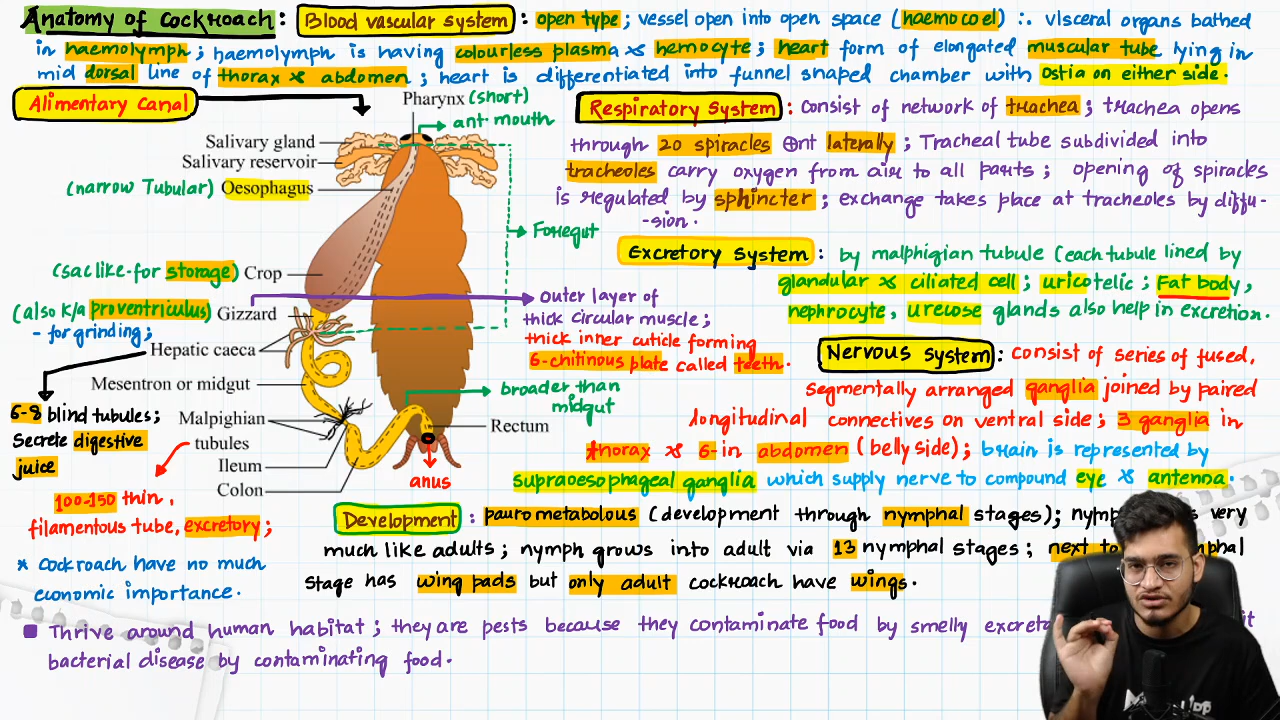 Anatomy of Cockroach : Blood vascular system : open type; vessel open into open space (haemocoel) ∴ visceral organs bathed
in haemolymph; haemolymph is having colourless plasma & hemocyte; heart form of elongated muscular tube lying in
mid dorsal line of thorax & abdomen; heart is differentiated into funnel shaped chamber with ostia on either side.
Alimentary Canal
Pharynx (short)
ant. mouth
Salivary gland
Salivary reservoir
(narrow Tubular) Oesophagus
Foregut
(sac like-for storage) Crop
(also k/a proventriculus) Gizzard
- for grinding;
outer layer of
thick circular muscle;
thick inner cuticle forming
6-chitinous plate called teeth.
Hepatic caeca
6-8 blind tubules;
Secrete digestive
juice
Mesentron or midgut
broader than
midgut
Malpighian
tubules
Rectum
Ileum
Colon
anus
100-150 thin,
filamentous tube, excretory;
* Cockroach have no much
economic importance.
Respiratory System : consist of network of trachea; trachea opens
through 20 spiracles laterally; Tracheal tube subdivided into
tracheoles carry oxygen from air to all parts; opening of spiracles
is regulated by sphincter; exchange takes place at tracheoles by diffu-
-sion.
Excretory System : by malphigian tubule (each tubule lined by
glandular & ciliated cell; uricotelic; Fat body,
nephrocyte, urecose glands also help in excretion.
Nervous System : consist of series of fused,
segmentally arranged ganglia joined by paired
longitudinal connectives on ventral side; 3 ganglia in
thorax & 6-in abdomen (belly side); brain is represented by
supraoesophageal ganglia which supply nerve to compound eye & antenna.
Development : paurometabolous (development through nymphal stages); nymph very
much like adults; nymph grows into adult via 13 nymphal stages; next to
stage has wing pads but only adult cockroach have wings.
■ Thrive around human habitat; they are pests because they contaminate food by smelly
bacterial disease by contaminating food.